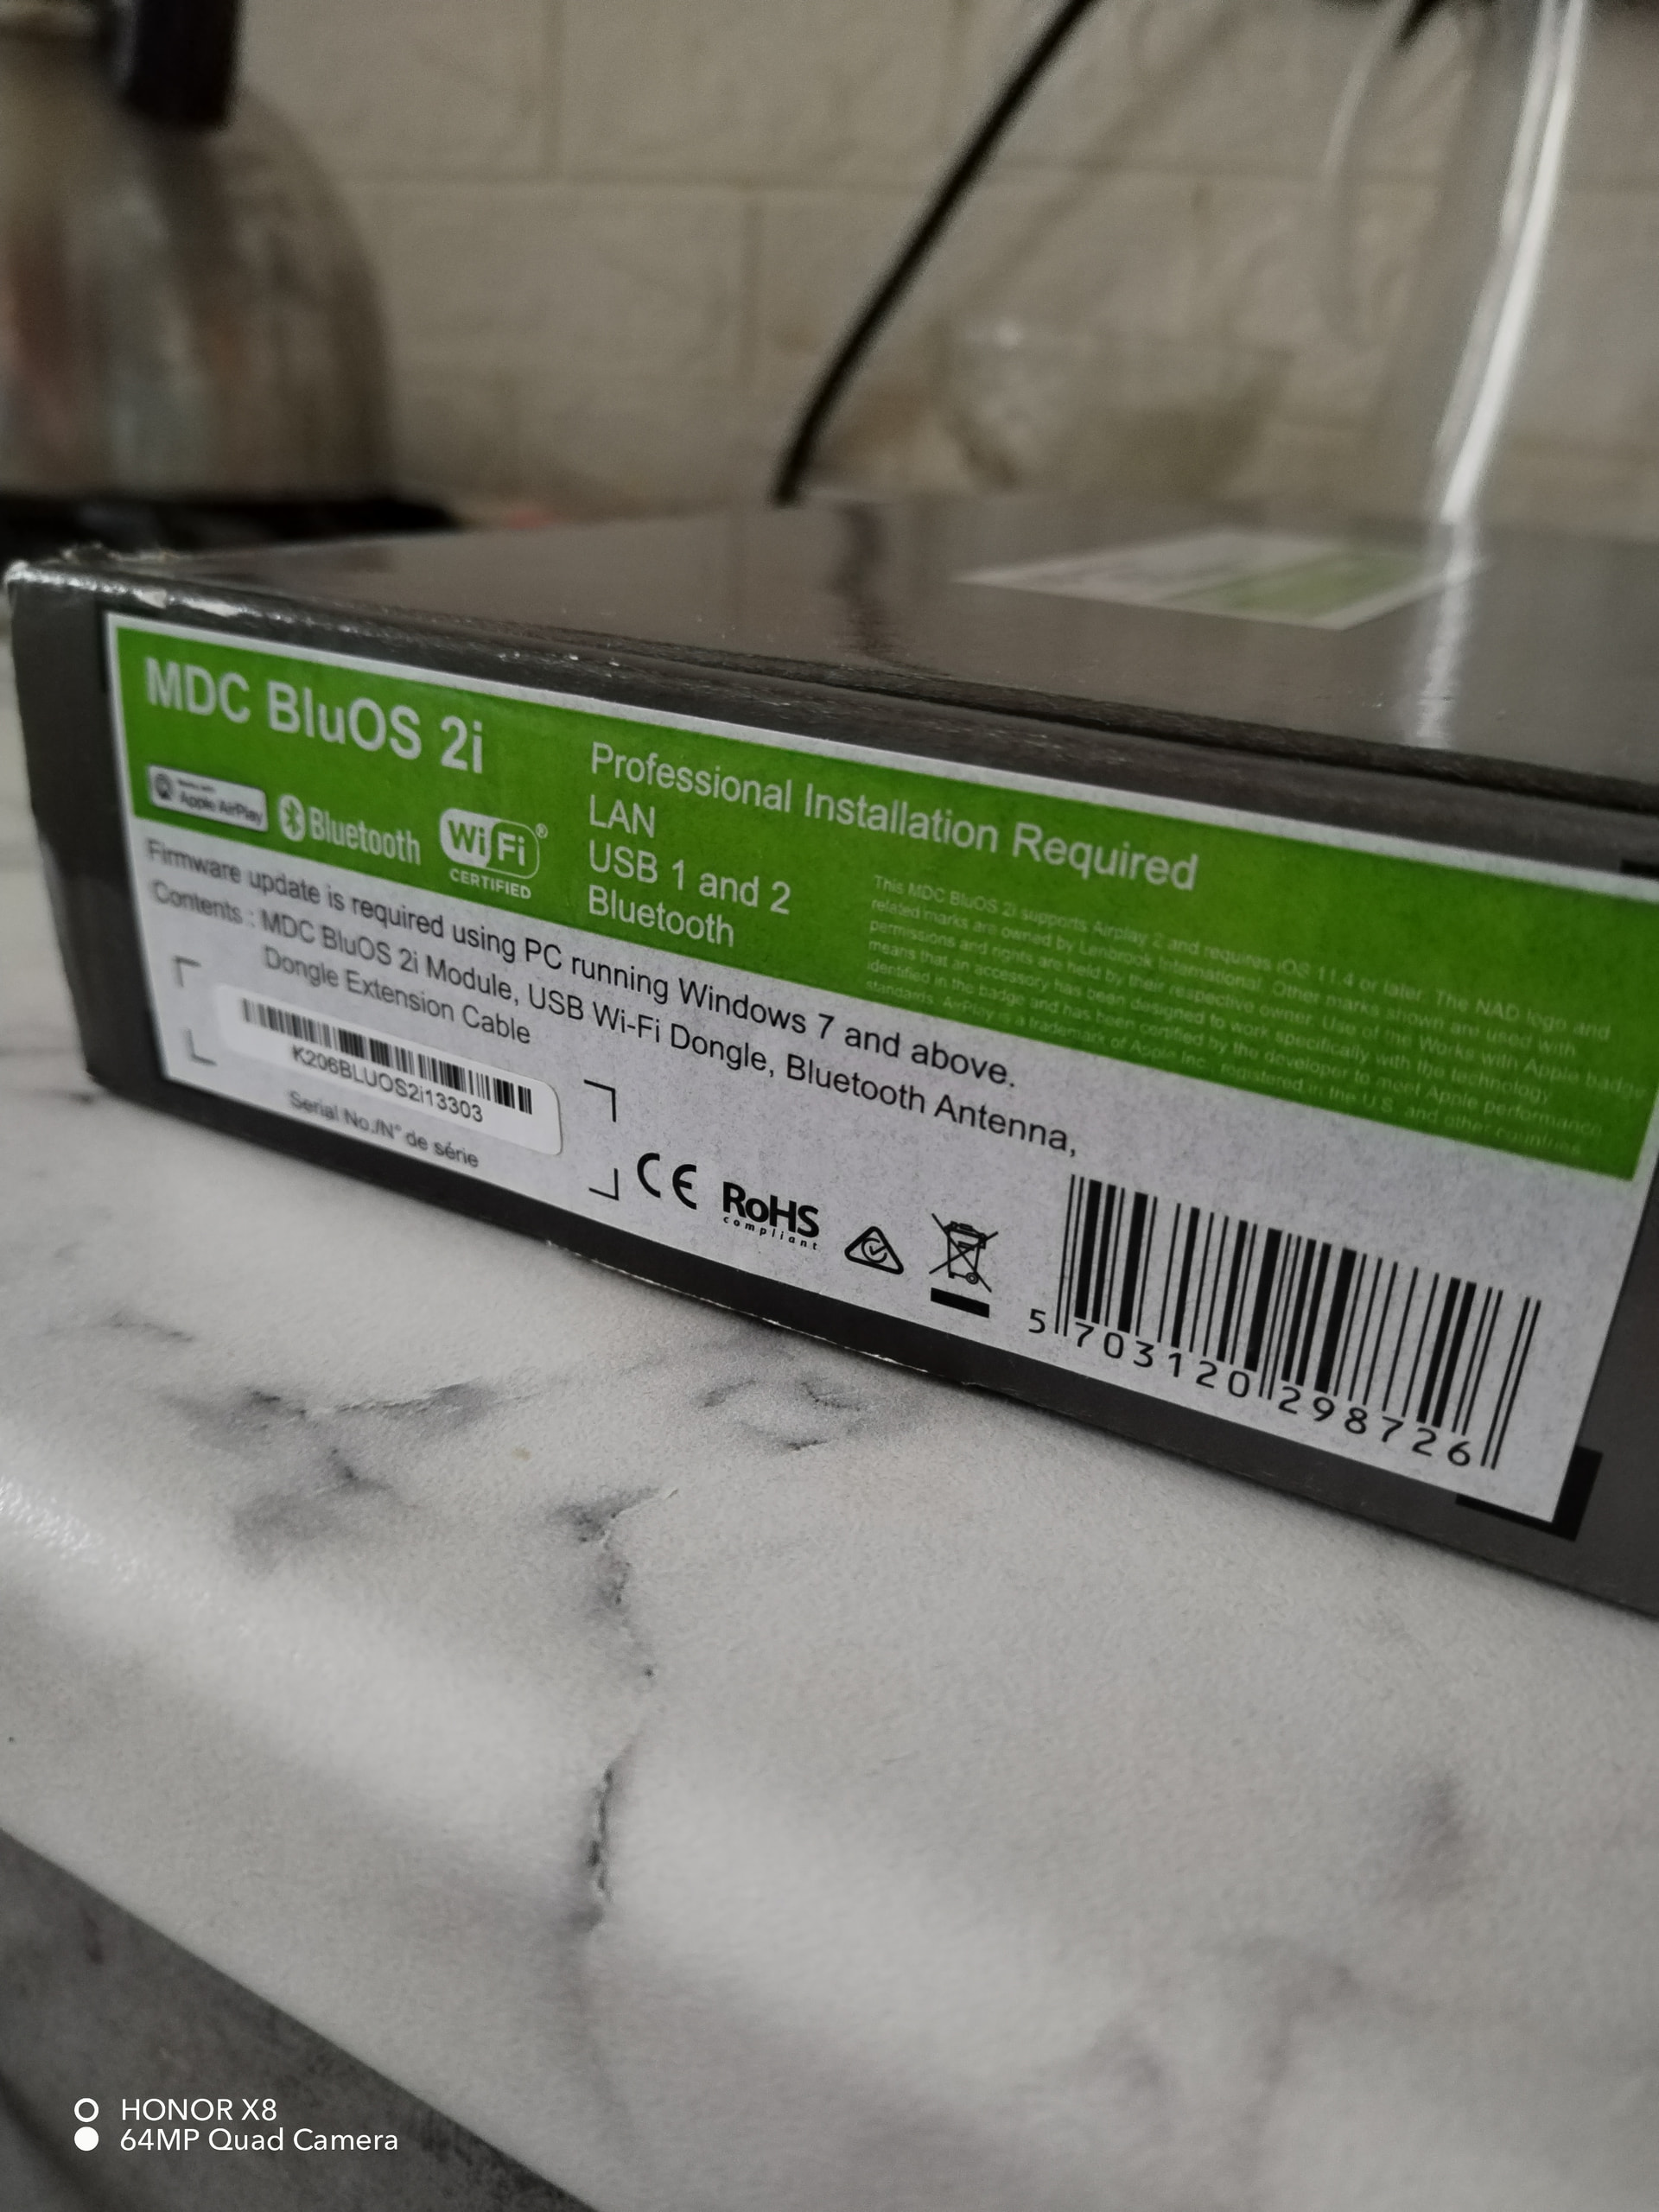 MDC BluOS 2i
Works with
Apple AirPlay
Bluetooth
Wi Fi®
CERTIFIED
Professional Installation Required
LAN
USB 1 and 2
Bluetooth
This MDC BluOS 2i supports Airplay 2 and requires iOS 11.4 or later. The NAD logo and
related marks are owned by Lenbrook International. Other marks shown are used with
permissions and rights are held by their respective owner. Use of the Works with Apple badge
means that an accessory has been designed to work specifically with the technology
identified in the badge and has been certified by the developer to meet Apple performance
standards. AirPlay is a trademark of Apple Inc., registered in the U.S. and other countries.
Firmware update is required using PC running Windows 7 and above.
Contents : MDC BluOS 2i Module, USB Wi-Fi Dongle, Bluetooth Antenna,
Dongle Extension Cable
K206BLUOS2i13303
Serial No./N° de série
CE
RoHS
compliant
5 703120 298726
HONOR X8
64MP Quad Camera